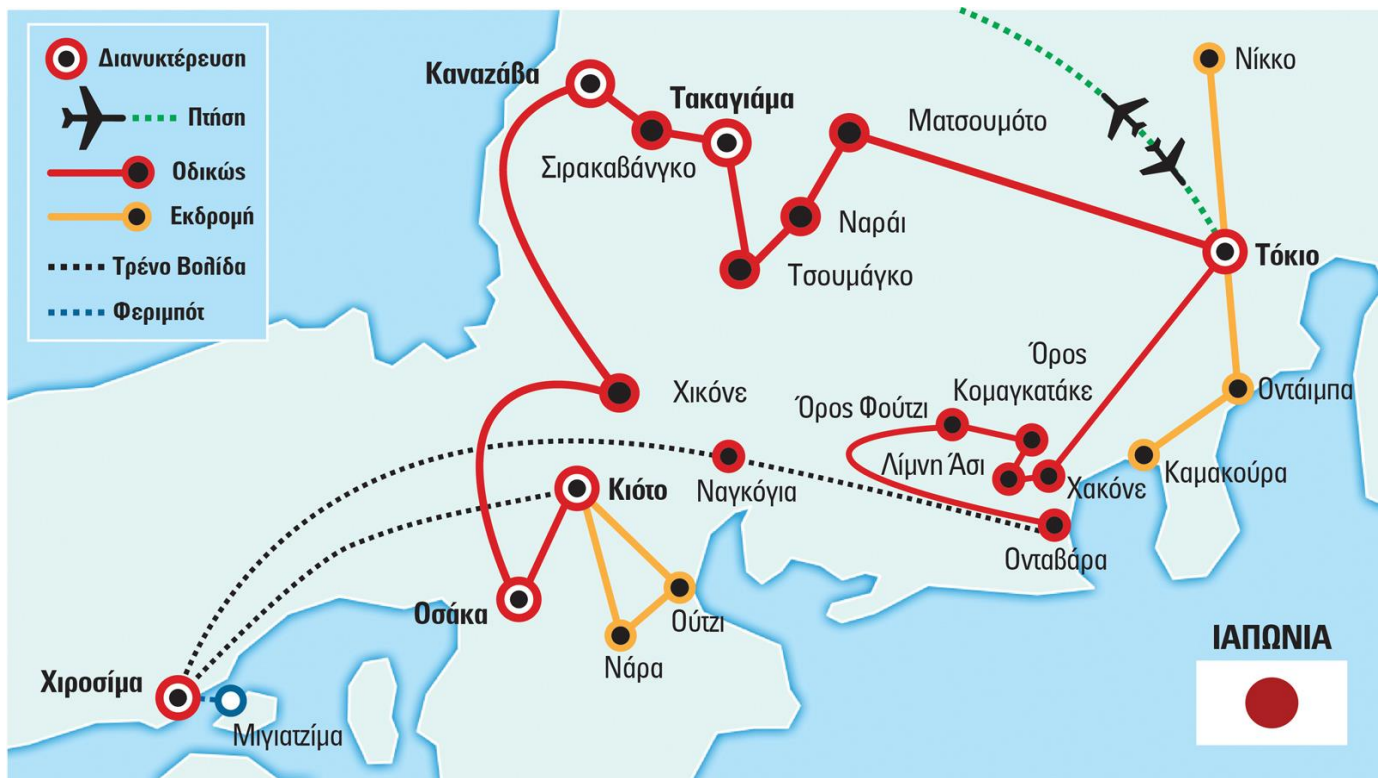 Διανυκτέρευση
Πτήση
Οδικώς
Εκδρομή
Τρένο Βολίδα
Φεριμπότ
Καναζάβα
Τακαγιάμα
Σιρακαβάνγκο
Ματσουμότο
Ναράι
Τσουμάγκο
Νίκκο
Τόκιο
Όρος
Κομαγκατάκε
Οντάιμπα
Χικόνε
Όρος Φούτζι
Λίμνη Άσι
Χακόνε
Καμακούρα
Ναγκόγια
Κιότο
Ονταβάρα
Οσάκα
Ούτζι
Νάρα
Χιροσίμα
Μιγιατζίμα
ΙΑΠΩΝΙΑ